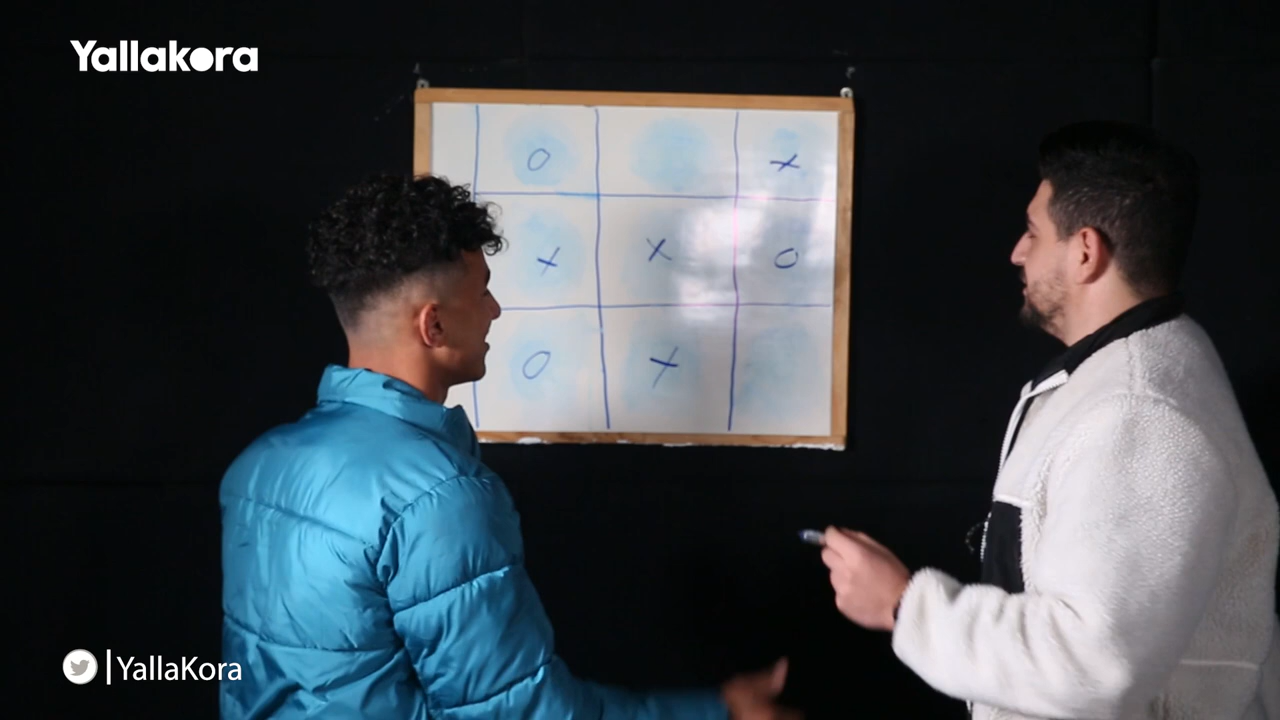 Yallakora
O X
X X O
O X
YallaKora